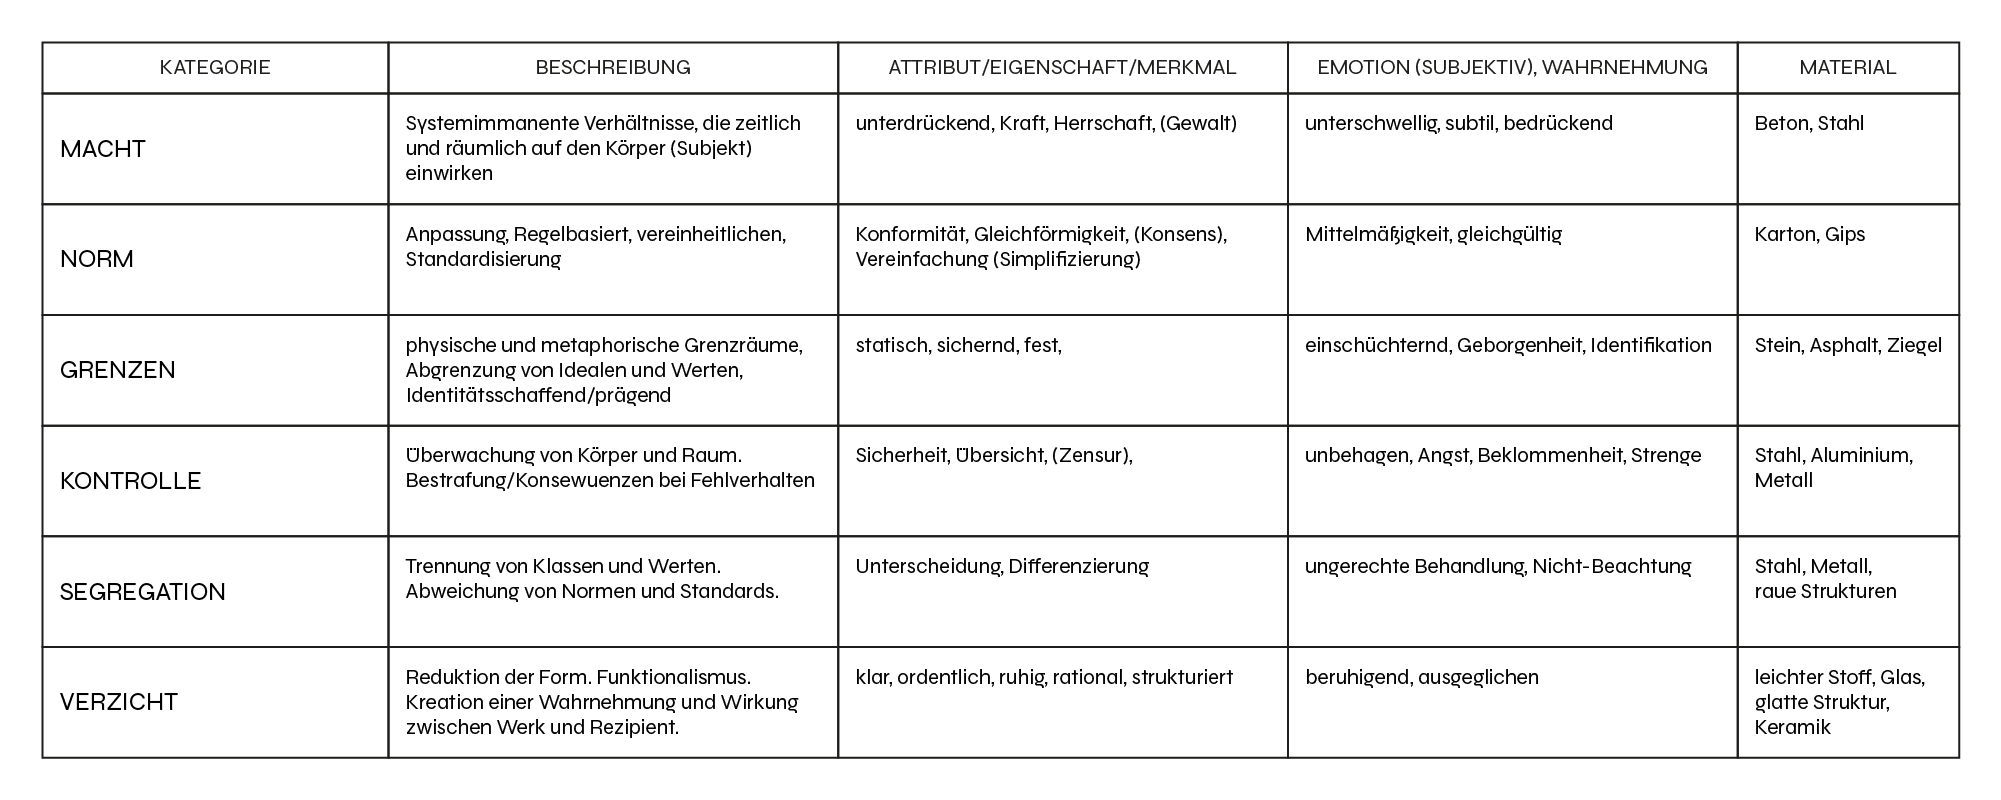 KATEGORIE
BESCHREIBUNG
ATTRIBUT/EIGENSCHAFT/MERKMAL
EMOTION (SUBJEKTIV), WAHRNEHMUNG
MATERIAL
MACHT
Systemimmanente Verhältnisse, die zeitlich
und räumlich auf den Körper (Subjekt)
einwirken
unterdrückend, Kraft, Herrschaft, (Gewalt)
unterschwellig, subtil, bedrückend
Beton, Stahl
NORM
Anpassung, Regelbasiert, vereinheitlichen,
Standardisierung
Konformität, Gleichförmigkeit, (Konsens),
Vereinfachung (Simplifizierung)
Mittelmäßigkeit, gleichgültig
Karton, Gips
GRENZEN
physische und metaphorische Grenzräume,
Abgrenzung von Idealen und Werten,
Identitätsschaffend/prägend
statisch, sichernd, fest,
einschüchternd, Geborgenheit, Identifikation
Stein, Asphalt, Ziegel
KONTROLLE
Überwachung von Körper und Raum.
Bestrafung/Konsewuenzen bei Fehlverhalten
Sicherheit, Übersicht, (Zensur),
unbehagen, Angst, Beklommenheit, Strenge
Stahl, Aluminium,
Metall
SEGREGATION
Trennung von Klassen und Werten.
Abweichung von Normen und Standards.
Unterscheidung, Differenzierung
ungerechte Behandlung, Nicht-Beachtung
Stahl, Metall,
raue Strukturen
VERZICHT
Reduktion der Form. Funktionalismus.
Kreation einer Wahrnehmung und Wirkung
zwischen Werk und Rezipient.
klar, ordentlich, ruhig, rational, strukturiert
beruhigend, ausgeglichen
leichter Stoff, Glas,
glatte Struktur,
Keramik